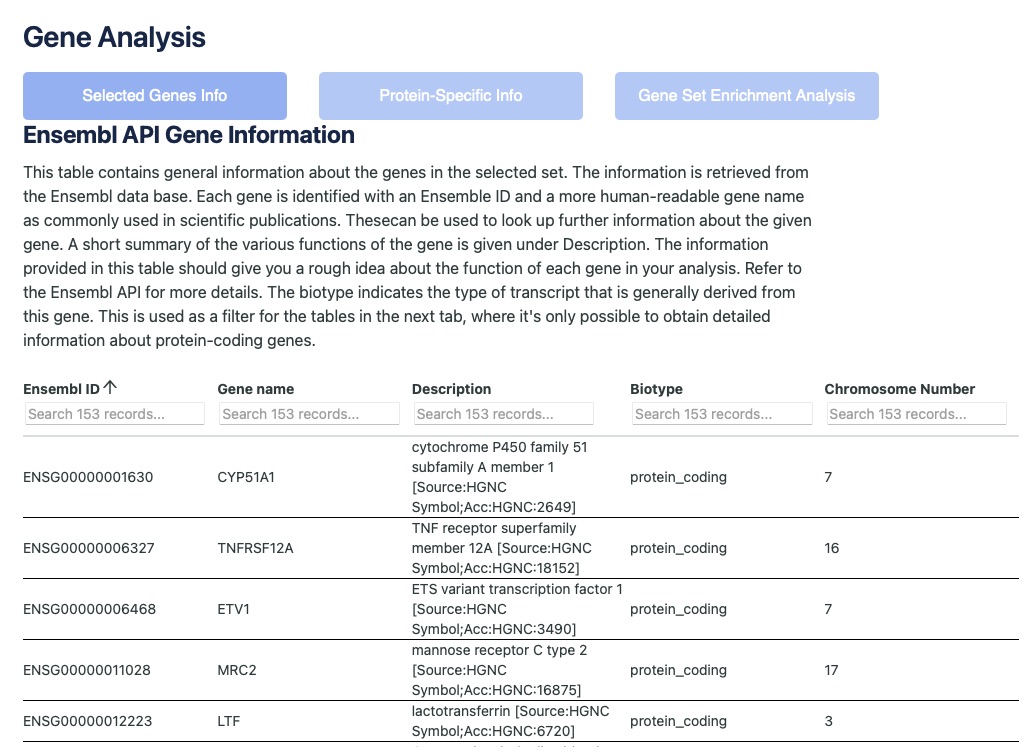 Gene Analysis
Selected Genes Info
Protein-Specific Info
Gene Set Enrichment Analysis
Ensembl API Gene Information
This table contains general information about the genes in the selected set. The information is retrieved from
the Ensembl data base. Each gene is identified with an Ensemble ID and a more human-readable gene name
as commonly used in scientific publications. Thesecan be used to look up further information about the given
gene. A short summary of the various functions of the gene is given under Description. The information
provided in this table should give you a rough idea about the function of each gene in your analysis. Refer to
the Ensembl API for more details. The biotype indicates the type of transcript that is generally derived from
this gene. This is used as a filter for the tables in the next tab, where it's only possible to obtain detailed
information about protein-coding genes.
Ensembl ID↑ Gene name Description Biotype Chromosome Number
Search 153 records... Search 153 records... Search 153 records... Search 153 records... Search 153 records...
cytochrome P450 family 51
subfamily A member 1
ENSG00000001630 CYP51A1 protein_coding 7
[Source:HGNC
Symbol;Acc:HGNC:2649]
TNF receptor superfamily
ENSG00000006327 TNFRSF12A member 12A [Source:HGNC protein_coding 16
Symbol;Acc:HGNC:18152]
ETS variant transcription factor 1
ENSG00000006468 ETV1 [Source:HGNC protein_coding 7
Symbol;Acc:HGNC:3490]
mannose receptor C type 2
ENSG00000011028 MRC2 [Source:HGNC protein_coding 17
Symbol;Acc:HGNC:16875]
lactotransferrin [Source:HGNC
ENSG00000012223 LTF protein_coding 3
Symbol;Acc:HGNC:6720]